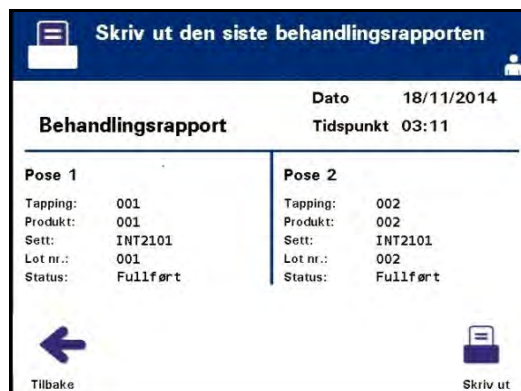 Skriv ut den siste behandlingsrapporten
Dato 18/11/2014
Behandlingsrapport
Tidspunkt 03:11
Pose 1
Tapping: 001
Produkt: 001
Sett: INT2101
Lot nr.: 001
Status: Fullført
Pose 2
Tapping: 002
Produkt: 002
Sett: INT2101
Lot nr.: 002
Status: Fullført
Tilbake
Skriv ut